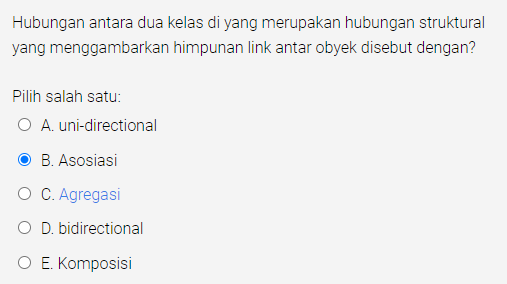 Hubungan antara dua kelas di yang merupakan hubungan struktural
yang menggambarkan himpunan link antar obyek disebut dengan?
Pilih salah satu:
A. uni-directional
B. Asosiasi
C. Agregasi
D. bidirectional
E. Komposisi